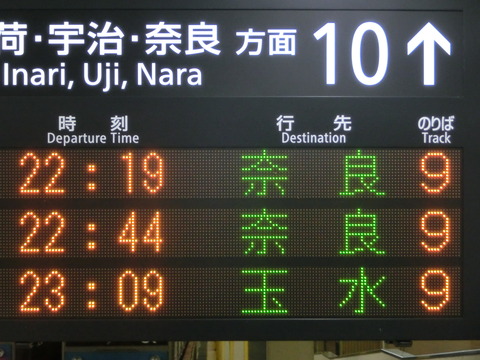 荷・宇治・奈良 方面 10 ↑
Inari, Uji, Nara
時刻 行先 のりば
Departure Time Destination Track
22:19 奈良 9
22:44 奈良 9
23:09 玉水 9